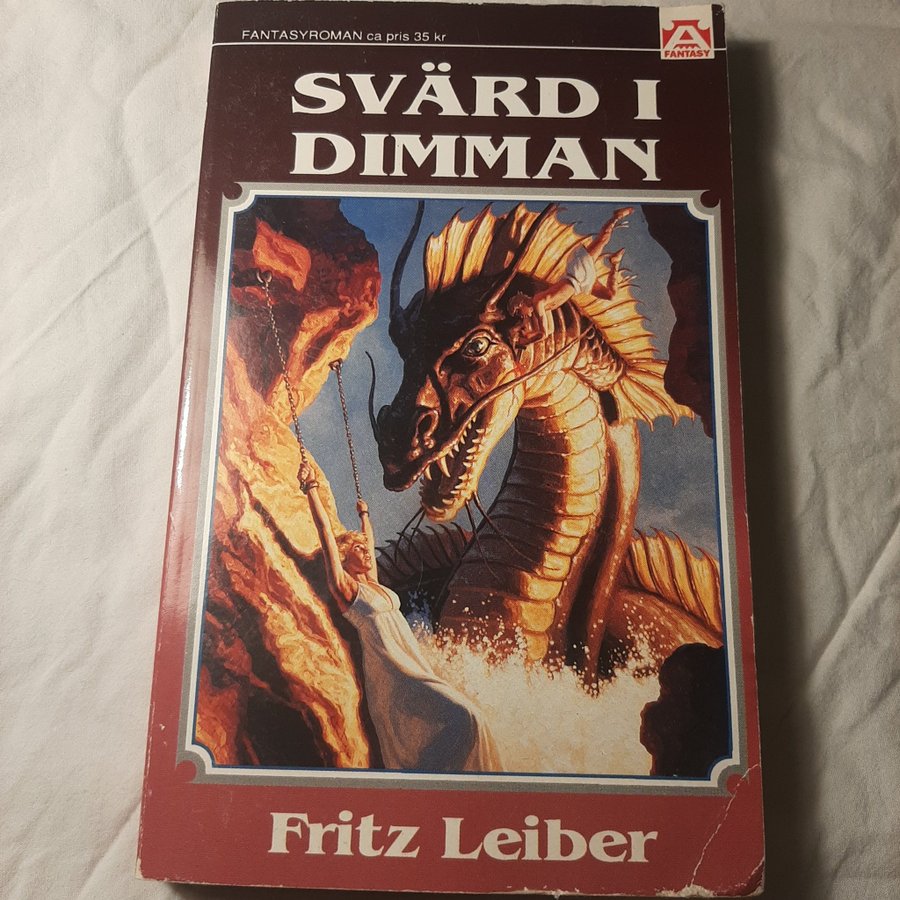 FANTASYROMAN ca pris 35 kr
A
FANTASY
SVÄRD I
DIMMAN
Fritz Leiber